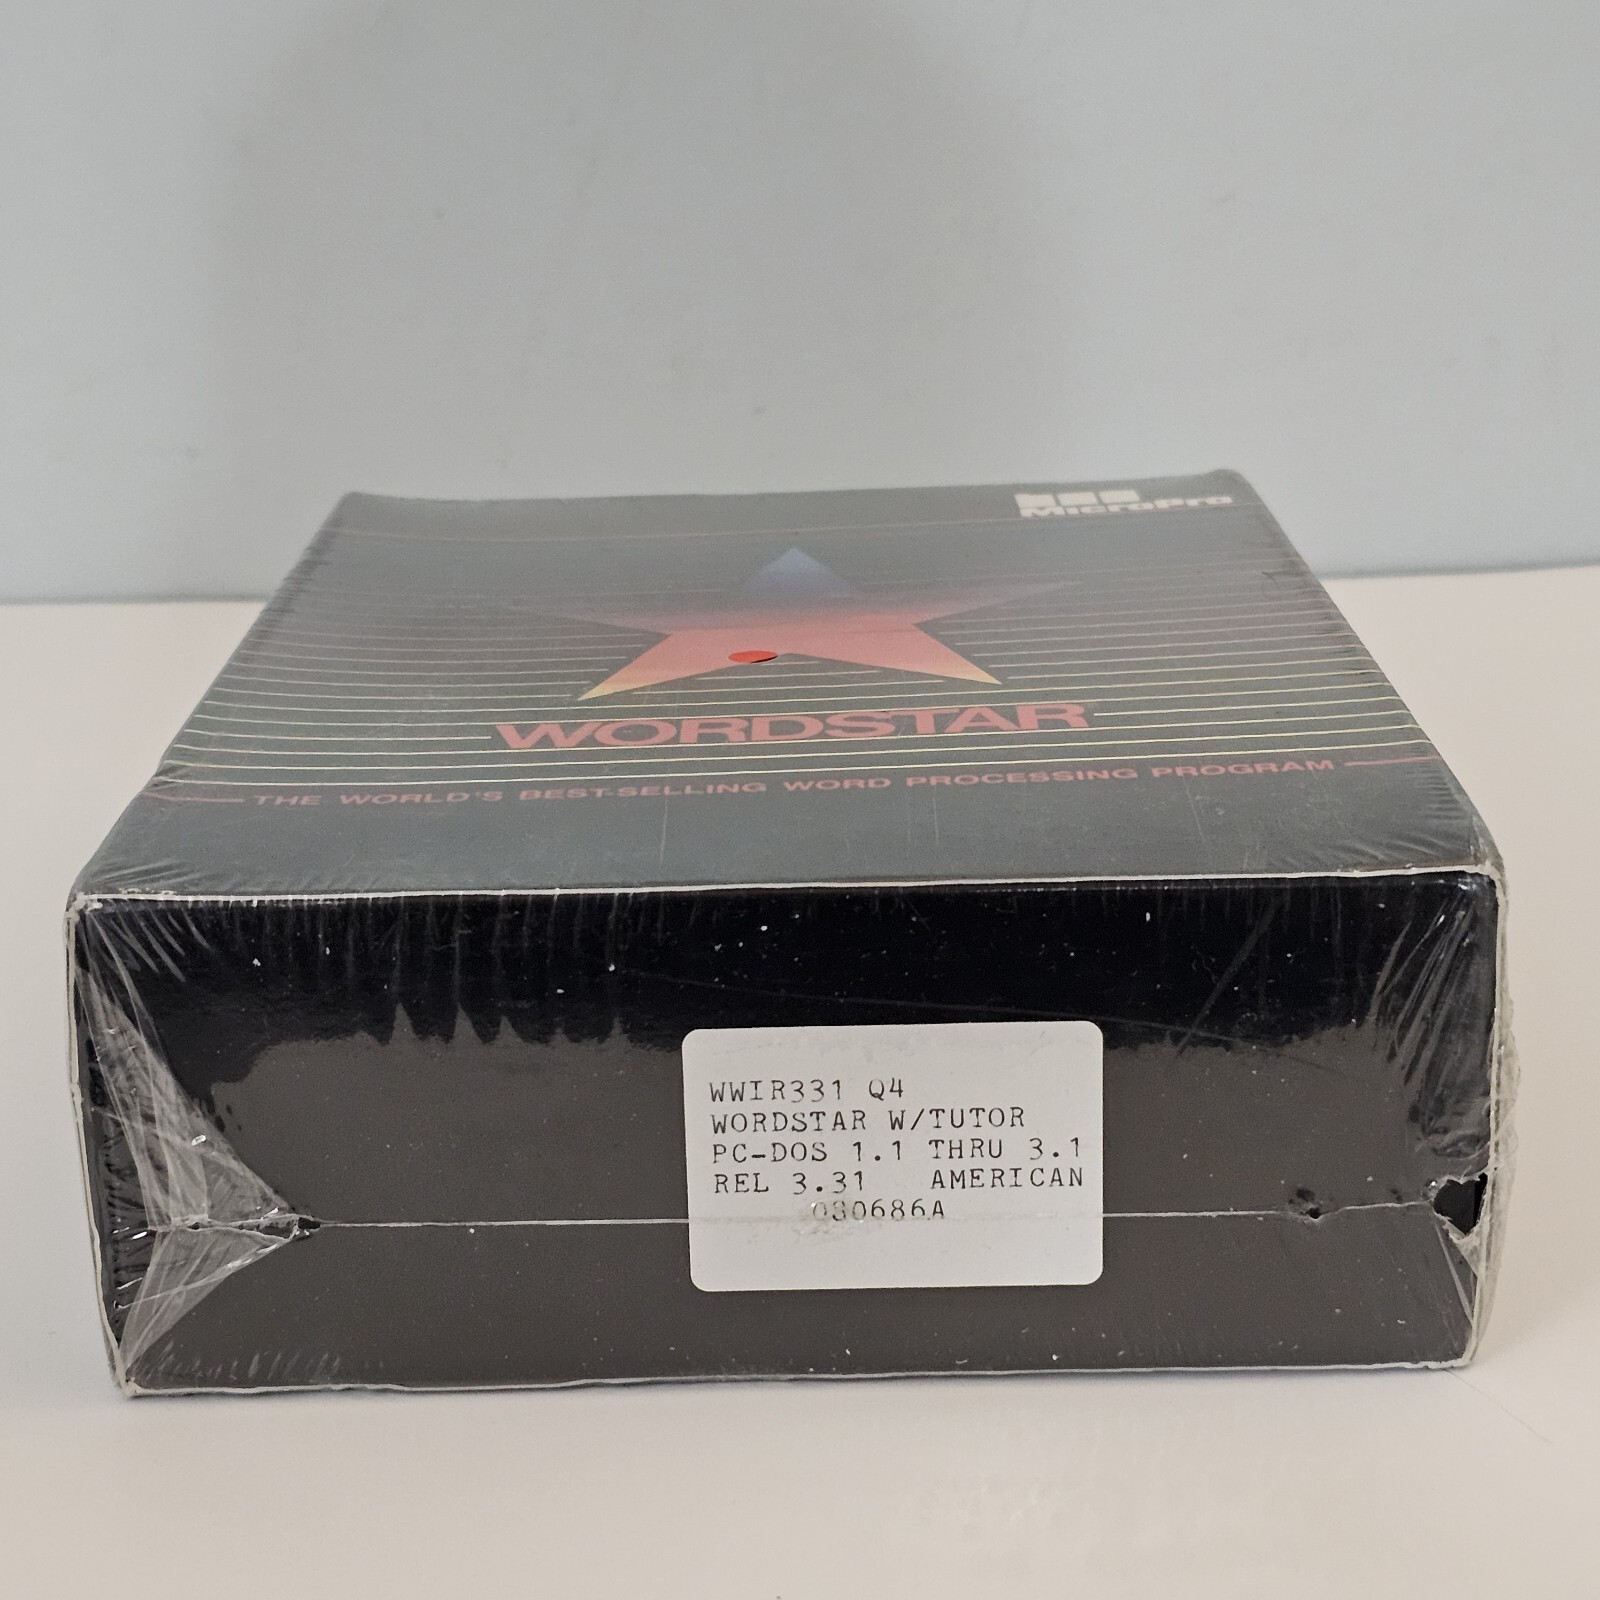 MicroPro
WORDSTAR
THE WORLD'S BEST-SELLING WORD PROCESSING PROGRAM
WWIR331 Q4
WORDSTAR W/TUTOR
PC-DOS 1.1 THRU 3.1
REL 3.31 AMERICAN
080686A